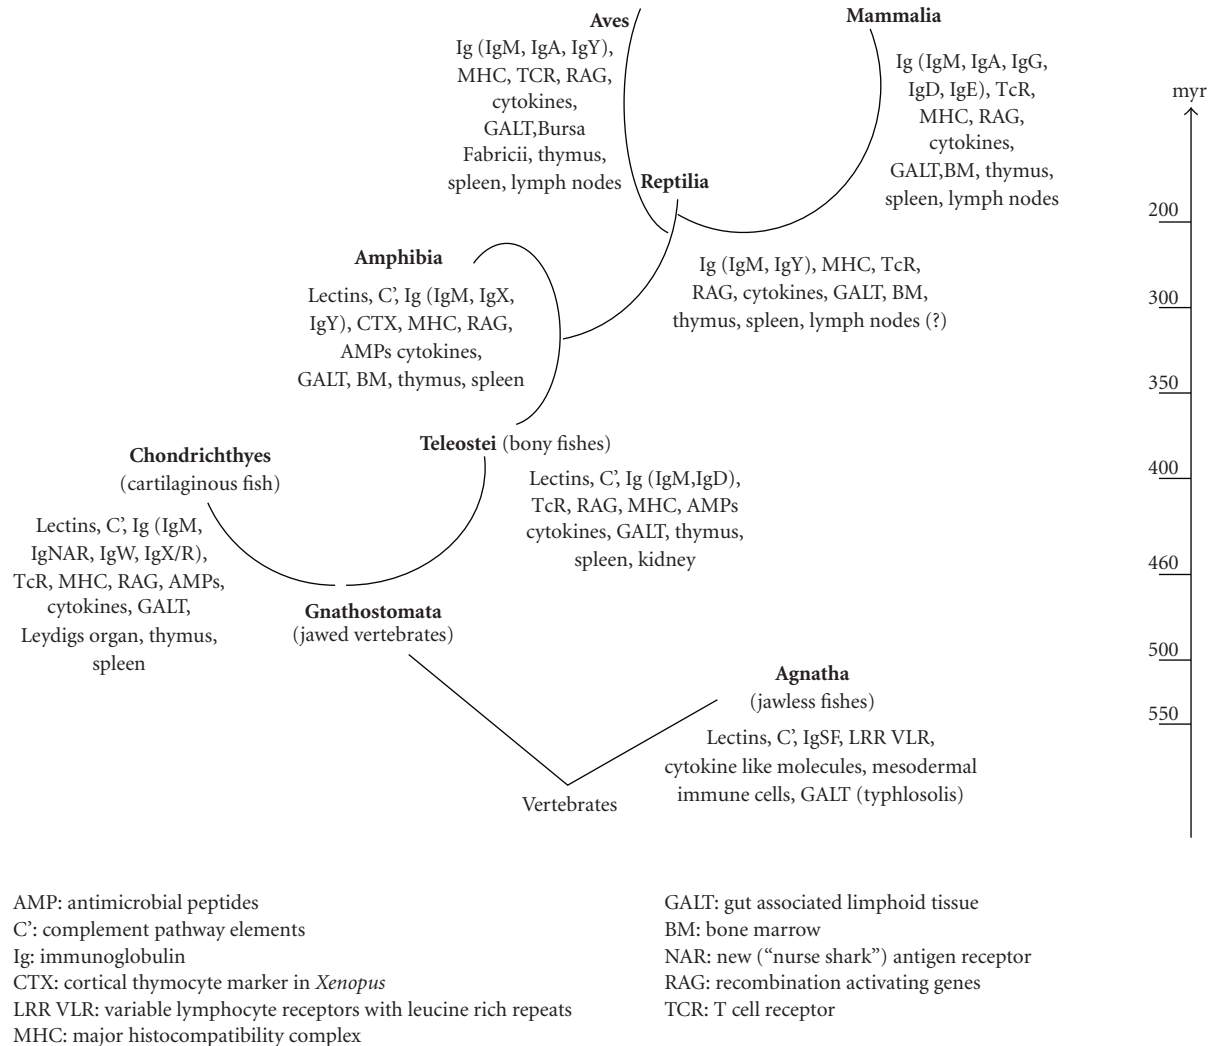 Aves
Ig (IgM, IgA, IgY),
MHC, TCR, RAG,
cytokines,
GALT,Bursa
Fabricii, thymus,
spleen, lymph nodes
Mammalia
Ig (IgM, IgA, IgG,
IgD, IgE), TcR,
MHC, RAG,
cytokines,
GALT,BM, thymus,
spleen, lymph nodes
Reptilia
Ig (IgM, IgY), MHC, TcR,
RAG, cytokines, GALT, BM,
thymus, spleen, lymph nodes (?)
Amphibia
Lectins, C’, Ig (IgM, IgX,
IgY), CTX, MHC, RAG,
AMPs cytokines,
GALT, BM, thymus, spleen
Teleostei (bony fishes)
Lectins, C’, Ig (IgM,IgD),
TcR, RAG, MHC, AMPs
cytokines, GALT, thymus,
spleen, kidney
Chondrichthyes
(cartilaginous fish)
Lectins, C’, Ig (IgM,
IgNAR, IgW, IgX/R),
TcR, MHC, RAG, AMPs,
cytokines, GALT,
Leydigs organ, thymus,
spleen
Gnathostomata
(jawed vertebrates)
Agnatha
(jawless fishes)
Lectins, C’, IgSF, LRR VLR,
cytokine like molecules, mesodermal
immune cells, GALT (typhlosolis)
Vertebrates
myr
200
300
350
400
460
500
550
AMP: antimicrobial peptides
C’: complement pathway elements
Ig: immunoglobulin
CTX: cortical thymocyte marker in Xenopus
LRR VLR: variable lymphocyte receptors with leucine rich repeats
MHC: major histocompatibility complex
GALT: gut associated limphoid tissue
BM: bone marrow
NAR: new (“nurse shark”) antigen receptor
RAG: recombination activating genes
TCR: T cell receptor